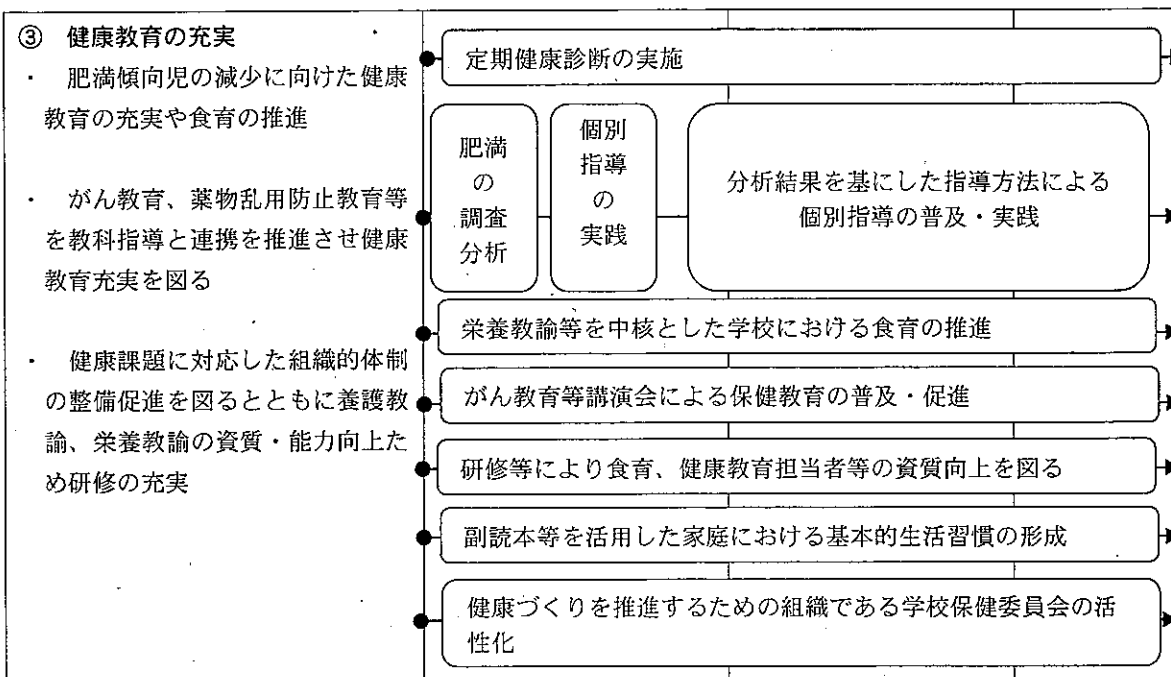 ③ 健康教育の充実
・ 肥満傾向児の減少に向けた健康
教育の充実や食育の推進
・ がん教育、薬物乱用防止教育等
を教科指導と連携を推進させ健康
教育充実を図る
・ 健康課題に対応した組織的体制
の整備促進を図るとともに養護教
諭、栄養教諭の資質・能力向上た
め研修の充実
定期健康診断の実施
肥満
の
調査
分析
個別
指導
の
実践
分析結果を基にした指導方法による
個別指導の普及・実践
栄養教諭等を中核とした学校における食育の推進
がん教育等講演会による保健教育の普及・促進
研修等により食育、健康教育担当者等の資質向上を図る
副読本等を活用した家庭における基本的生活習慣の形成
健康づくりを推進するための組織である学校保健委員会の活
性化